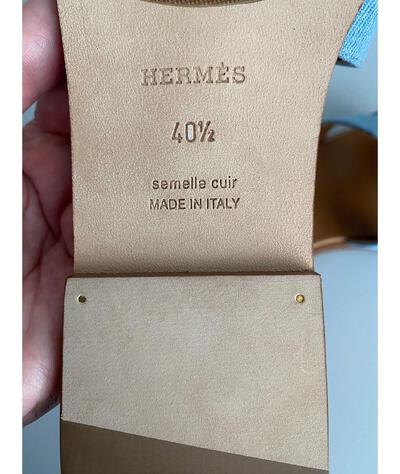 HERMÈS
40½
semelle cuir
MADE IN ITALY